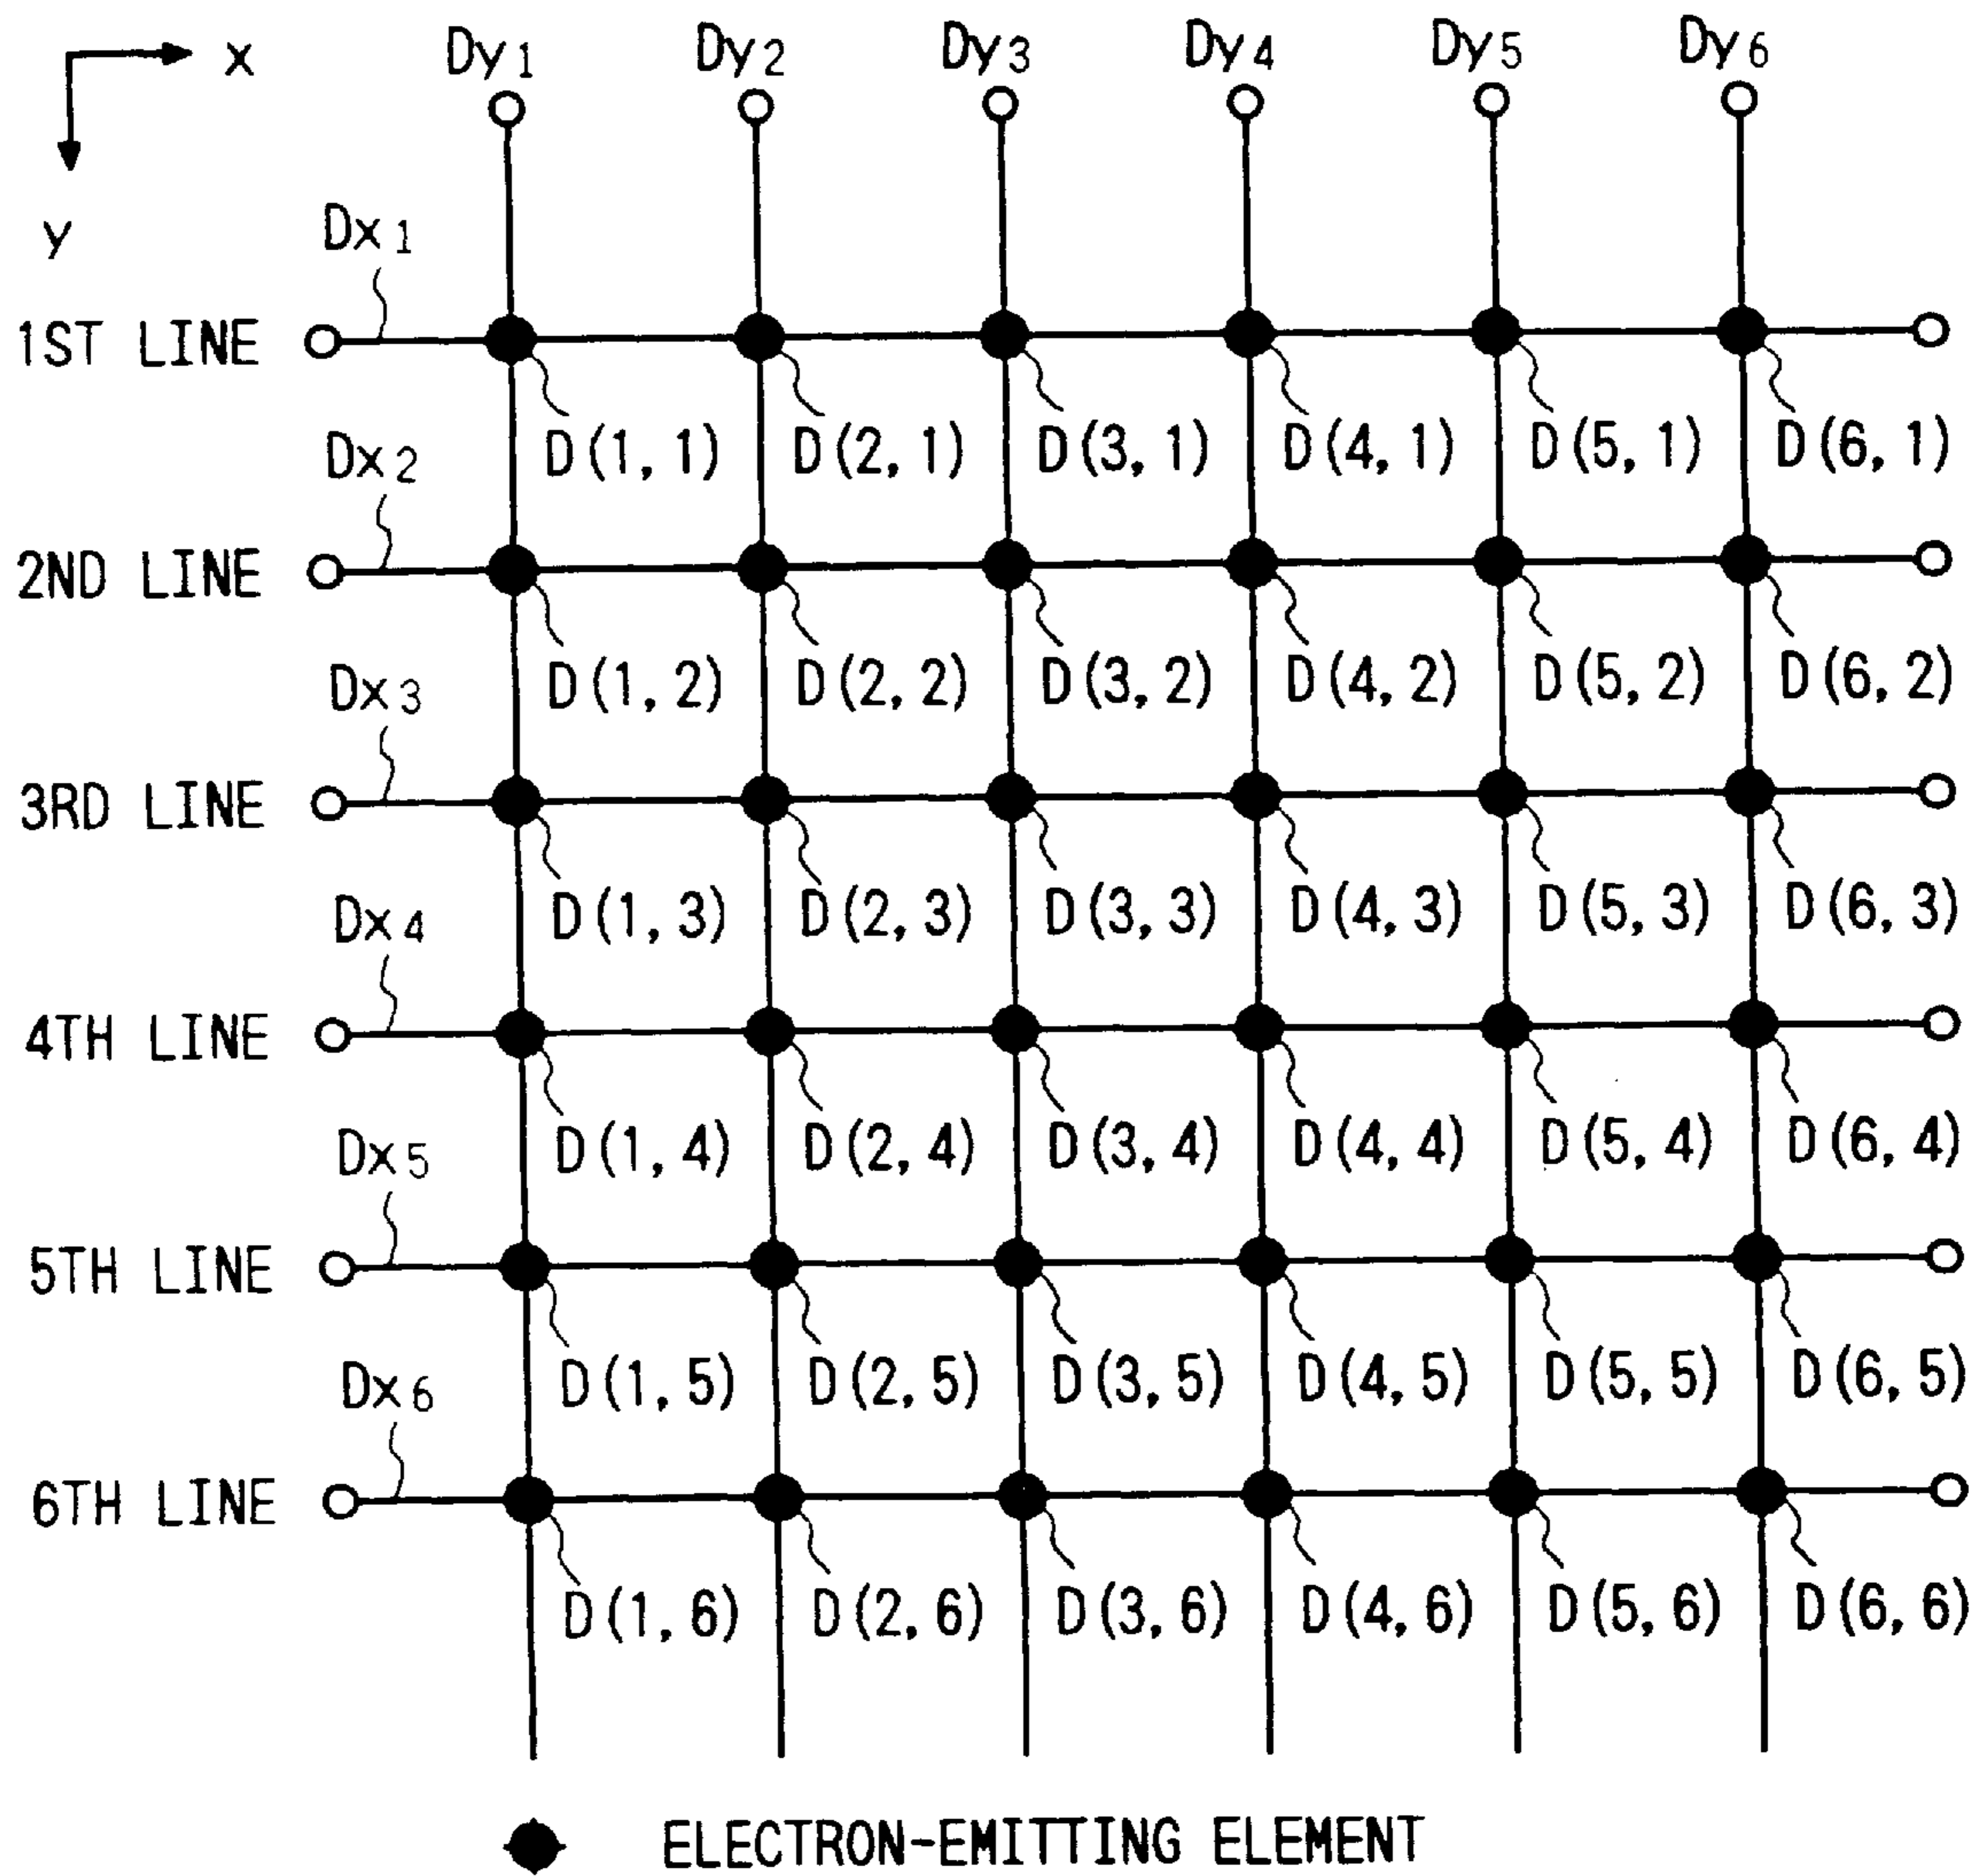 x Dy1 Dy2 Dy3 Dy4 Dy5 Dy6
y Dx1
1ST LINE
D(1, 1) D(2, 1) D(3, 1) D(4, 1) D(5, 1) D(6, 1)
Dx2
2ND LINE
D(1, 2) D(2, 2) D(3, 2) D(4, 2) D(5, 2) D(6, 2)
Dx3
3RD LINE
D(1, 3) D(2, 3) D(3, 3) D(4, 3) D(5, 3) D(6, 3)
Dx4
4TH LINE
D(1, 4) D(2, 4) D(3, 4) D(4, 4) D(5, 4) D(6, 4)
Dx5
5TH LINE
D(1, 5) D(2, 5) D(3, 5) D(4, 5) D(5, 5) D(6, 5)
Dx6
6TH LINE
D(1, 6) D(2, 6) D(3, 6) D(4, 6) D(5, 6) D(6, 6)
ELECTRON-EMITTING ELEMENT